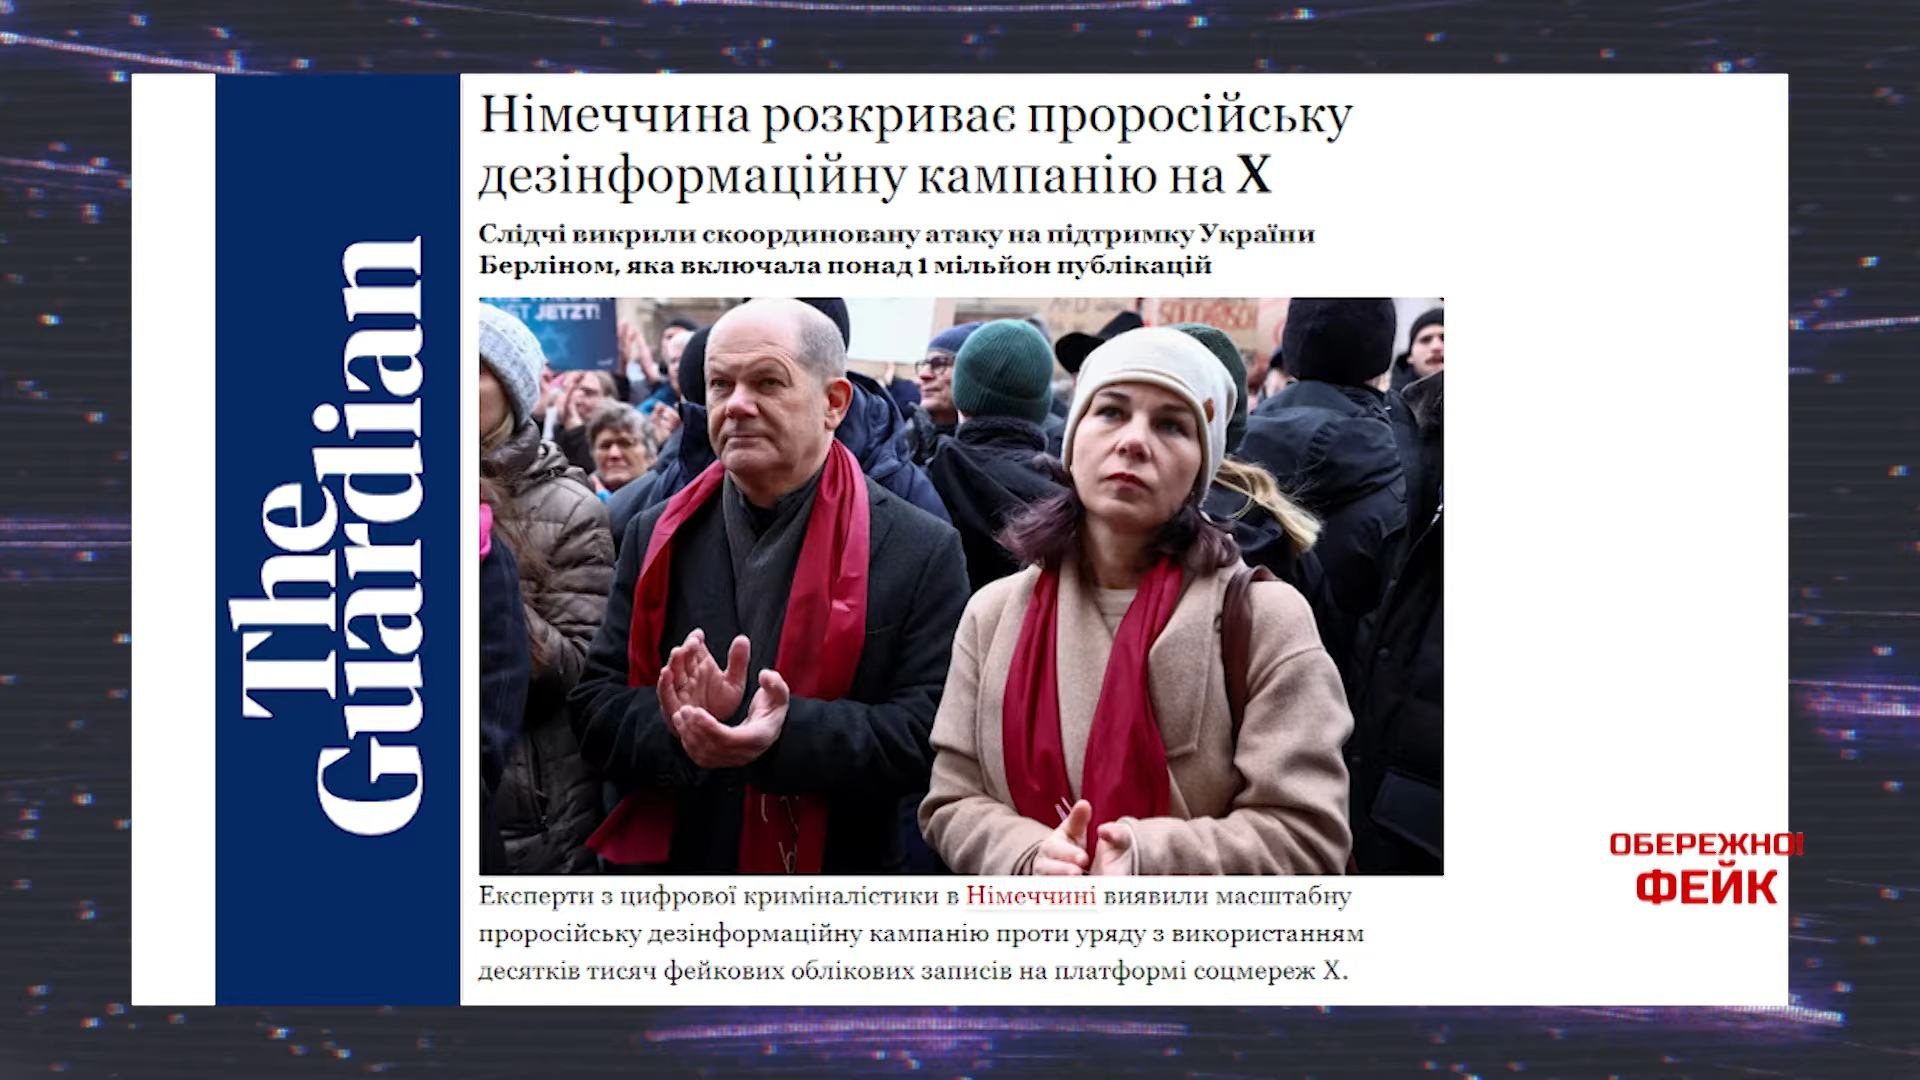 The
Guardian
Німеччина розкриває проросійську
дезінформаційну кампанію на X
Слідчі викрили скоординовану атаку на підтримку України
Берліном, яка включала понад 1 мільйон публікацій
JETZT!
SOLIDARISCH
Експерти з цифрової криміналістики в Німеччині виявили масштабну
проросійську дезінформаційну кампанію проти уряду з використанням
десятків тисяч фейкових облікових записів на платформі соцмереж X.
ОБЕРЕЖНО!
ФЕЙК